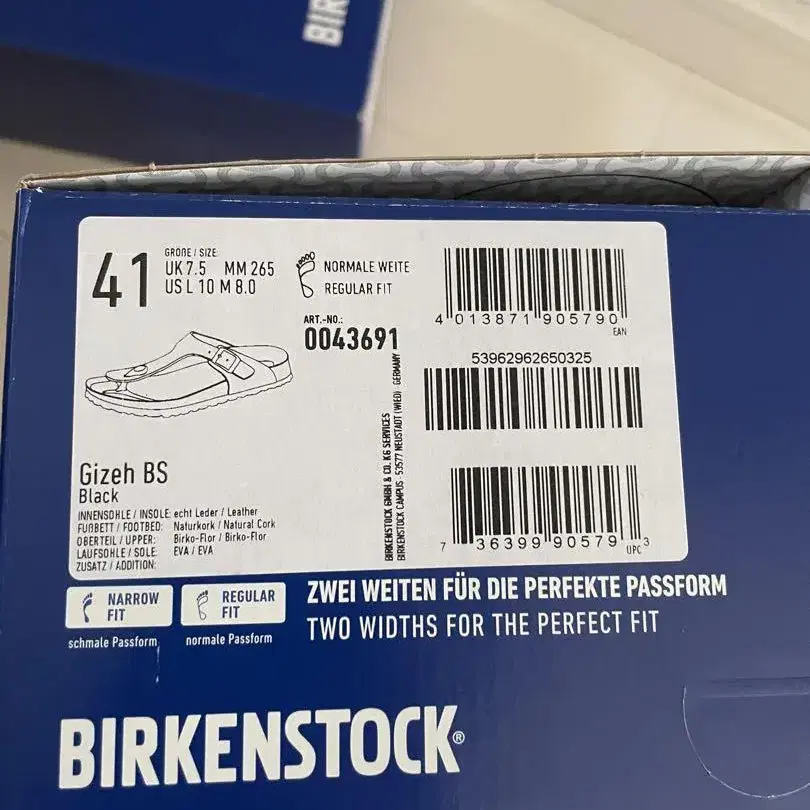 BIR
41
GRÖßE / SIZE
UK 7.5 MM 265
US L 10 M 8.0
NORMALE WEITE
REGULAR FIT
ART.-NO.:
0043691
4 013871 905790
EAN
53962962650325
Gizeh BS
Black
INNENSOHLE / INSOLE: echt Leder / Leather
FUßBETT / FOOTBED: Naturkork / Natural Cork
OBERTEIL / UPPER: Birko-Flor / Birko-Flor
LAUFSOHLE / SOLE: EVA / EVA
ZUSATZ / ADDITION:
BIRKENSTOCK GMBH & CO. KG SERVICES
BIRKENSTOCK CAMPUS · 53577 NEUSTADT (WIED) · GERMANY
7 36399 90579 3
UPC
NARROW
FIT
schmale Passform
REGULAR
FIT
normale Passform
ZWEI WEITEN FÜR DIE PERFEKTE PASSFORM
TWO WIDTHS FOR THE PERFECT FIT
BIRKENSTOCK®